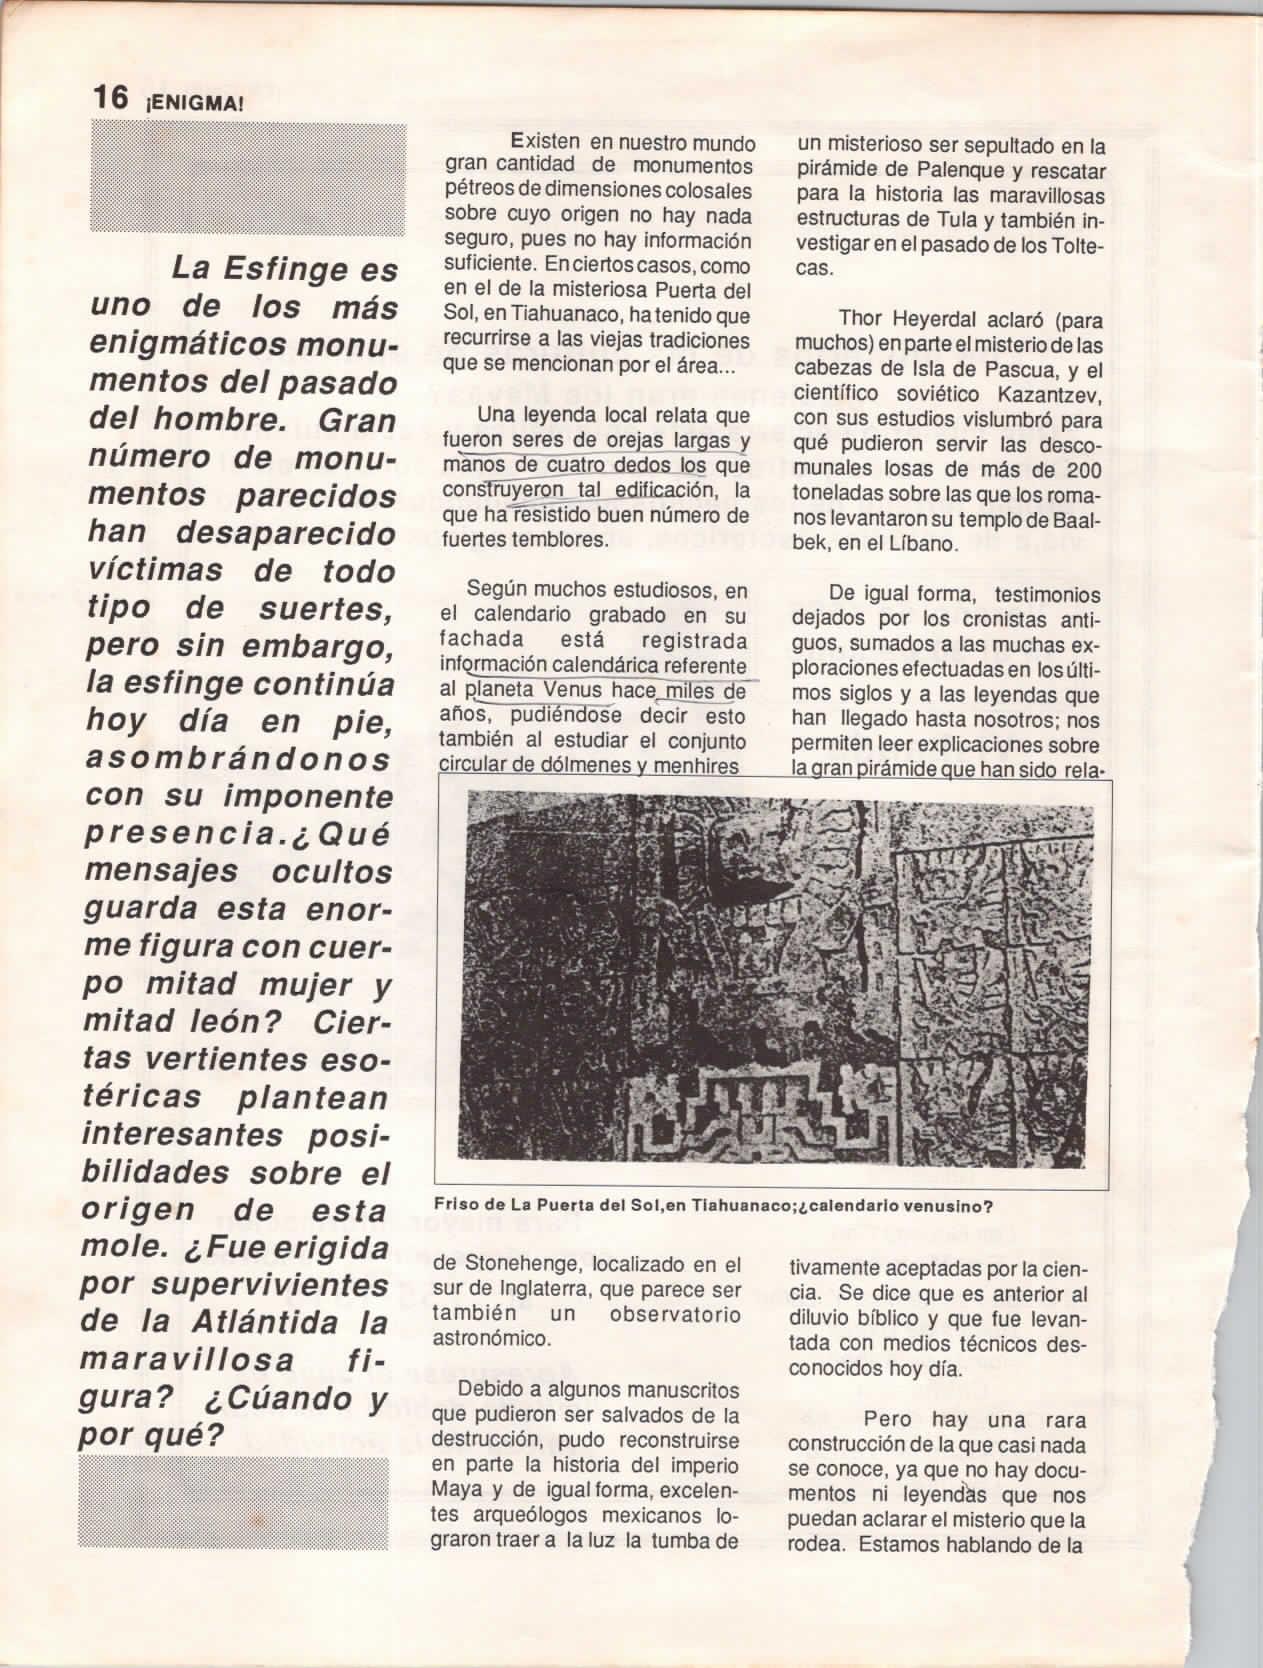 16 ¡ENIGMA!
La Esfinge es
uno de los más
enigmáticos monu-
mentos del pasado
del hombre. Gran
número de monu-
mentos parecidos
han desaparecido
víctimas de todo
tipo de suertes,
pero sin embargo,
la esfinge continúa
hoy día en pie,
asombrándonos
con su imponente
presencia.¿Qué
mensajes ocultos
guarda esta enor-
me figura con cuer-
po mitad mujer y
mitad león? Cier-
tas vertientes eso-
téricas plantean
interesantes posi-
bilidades sobre el
origen de esta
mole. ¿Fue erigida
por supervivientes
de la Atlántida la
maravillosa fi-
gura? ¿Cúando y
por qué?
Existen en nuestro mundo
gran cantidad de monumentos
pétreos de dimensiones colosales
sobre cuyo origen no hay nada
seguro, pues no hay información
suficiente. En ciertos casos, como
en el de la misteriosa Puerta del
Sol, en Tiahuanaco, ha tenido que
recurrirse a las viejas tradiciones
que se mencionan por el área...
Una leyenda local relata que
fueron seres de orejas largas y
manos de cuatro dedos los que
construyeron tal edificación, la
que ha resistido buen número de
fuertes temblores.
Según muchos estudiosos, en
el calendario grabado en su
fachada está registrada
información calendárica referente
al planeta Venus hace miles de
años, pudiéndose decir esto
también al estudiar el conjunto
circular de dólmenes y menhires
de Stonehenge, localizado en el
sur de Inglaterra, que parece ser
también un observatorio
astronómico.
Debido a algunos manuscritos
que pudieron ser salvados de la
destrucción, pudo reconstruirse
en parte la historia del imperio
Maya y de igual forma, excelen-
tes arqueólogos mexicanos lo-
graron traer a la luz la tumba de
un misterioso ser sepultado en la
pirámide de Palenque y rescatar
para la historia las maravillosas
estructuras de Tula y también in-
vestigar en el pasado de los Tolte-
cas.
Thor Heyerdal aclaró (para
muchos) en parte el misterio de las
cabezas de Isla de Pascua, y el
científico soviético Kazantzev,
con sus estudios vislumbró para
qué pudieron servir las desco-
munales losas de más de 200
toneladas sobre las que los roma-
nos levantaron su templo de Baal-
bek, en el Líbano.
De igual forma, testimonios
dejados por los cronistas anti-
guos, sumados a las muchas ex-
ploraciones efectuadas en los últi-
mos siglos y a las leyendas que
han llegado hasta nosotros; nos
permiten leer explicaciones sobre
la gran pirámide que han sido rela-
tivamente aceptadas por la cien-
cia. Se dice que es anterior al
diluvio bíblico y que fue levan-
tada con medios técnicos des-
conocidos hoy día.
Pero hay una rara
construcción de la que casi nada
se conoce, ya que no hay docu-
mentos ni leyendas que nos
puedan aclarar el misterio que la
rodea. Estamos hablando de la
Friso de La Puerta del Sol,en Tiahuanaco;¿calendario venusino?